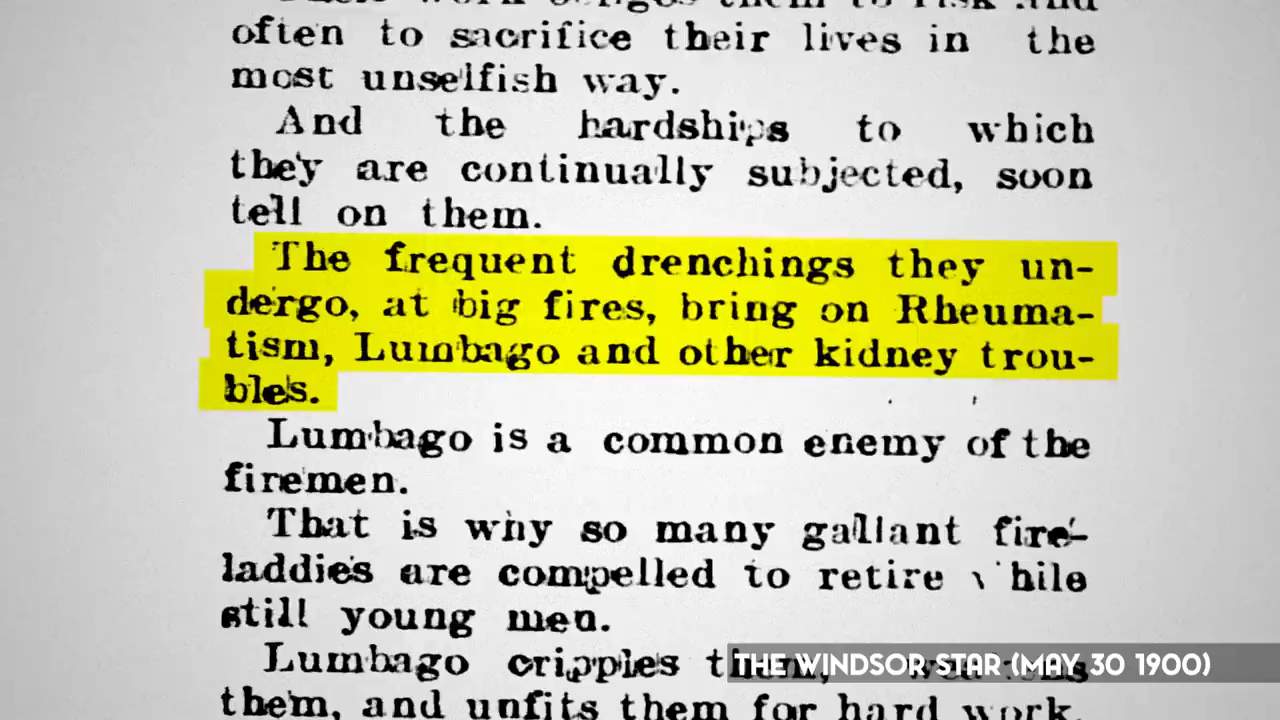 often to sacrifice their lives in the
most unselfish way.
And the hardships to which
they are continually subjected, soon
tell on them.
The frequent drenchings they un-
dergo, at big fires, bring on Rheuma-
tism, Lumbago and other kidney trou-
bles.
Lumbago is a common enemy of the
firemen.
That is why so many gallant fire-
laddies are compelled to retire while
still young men.
Lumbago cripples them,
them, and unfits them for hard work.
THE WINDSOR STAR (MAY 30 1900)